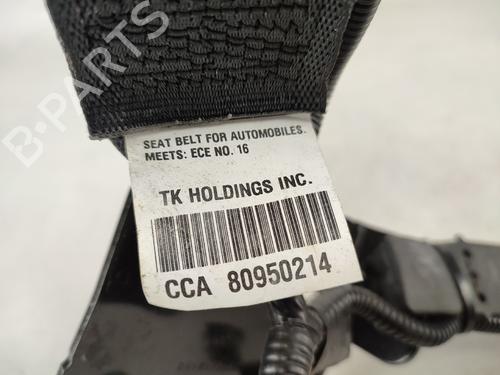 B-PARTS
SEAT BELT FOR AUTOMOBILES.
MEETS: ECE NO. 16
TK HOLDINGS INC.
CCA 80950214